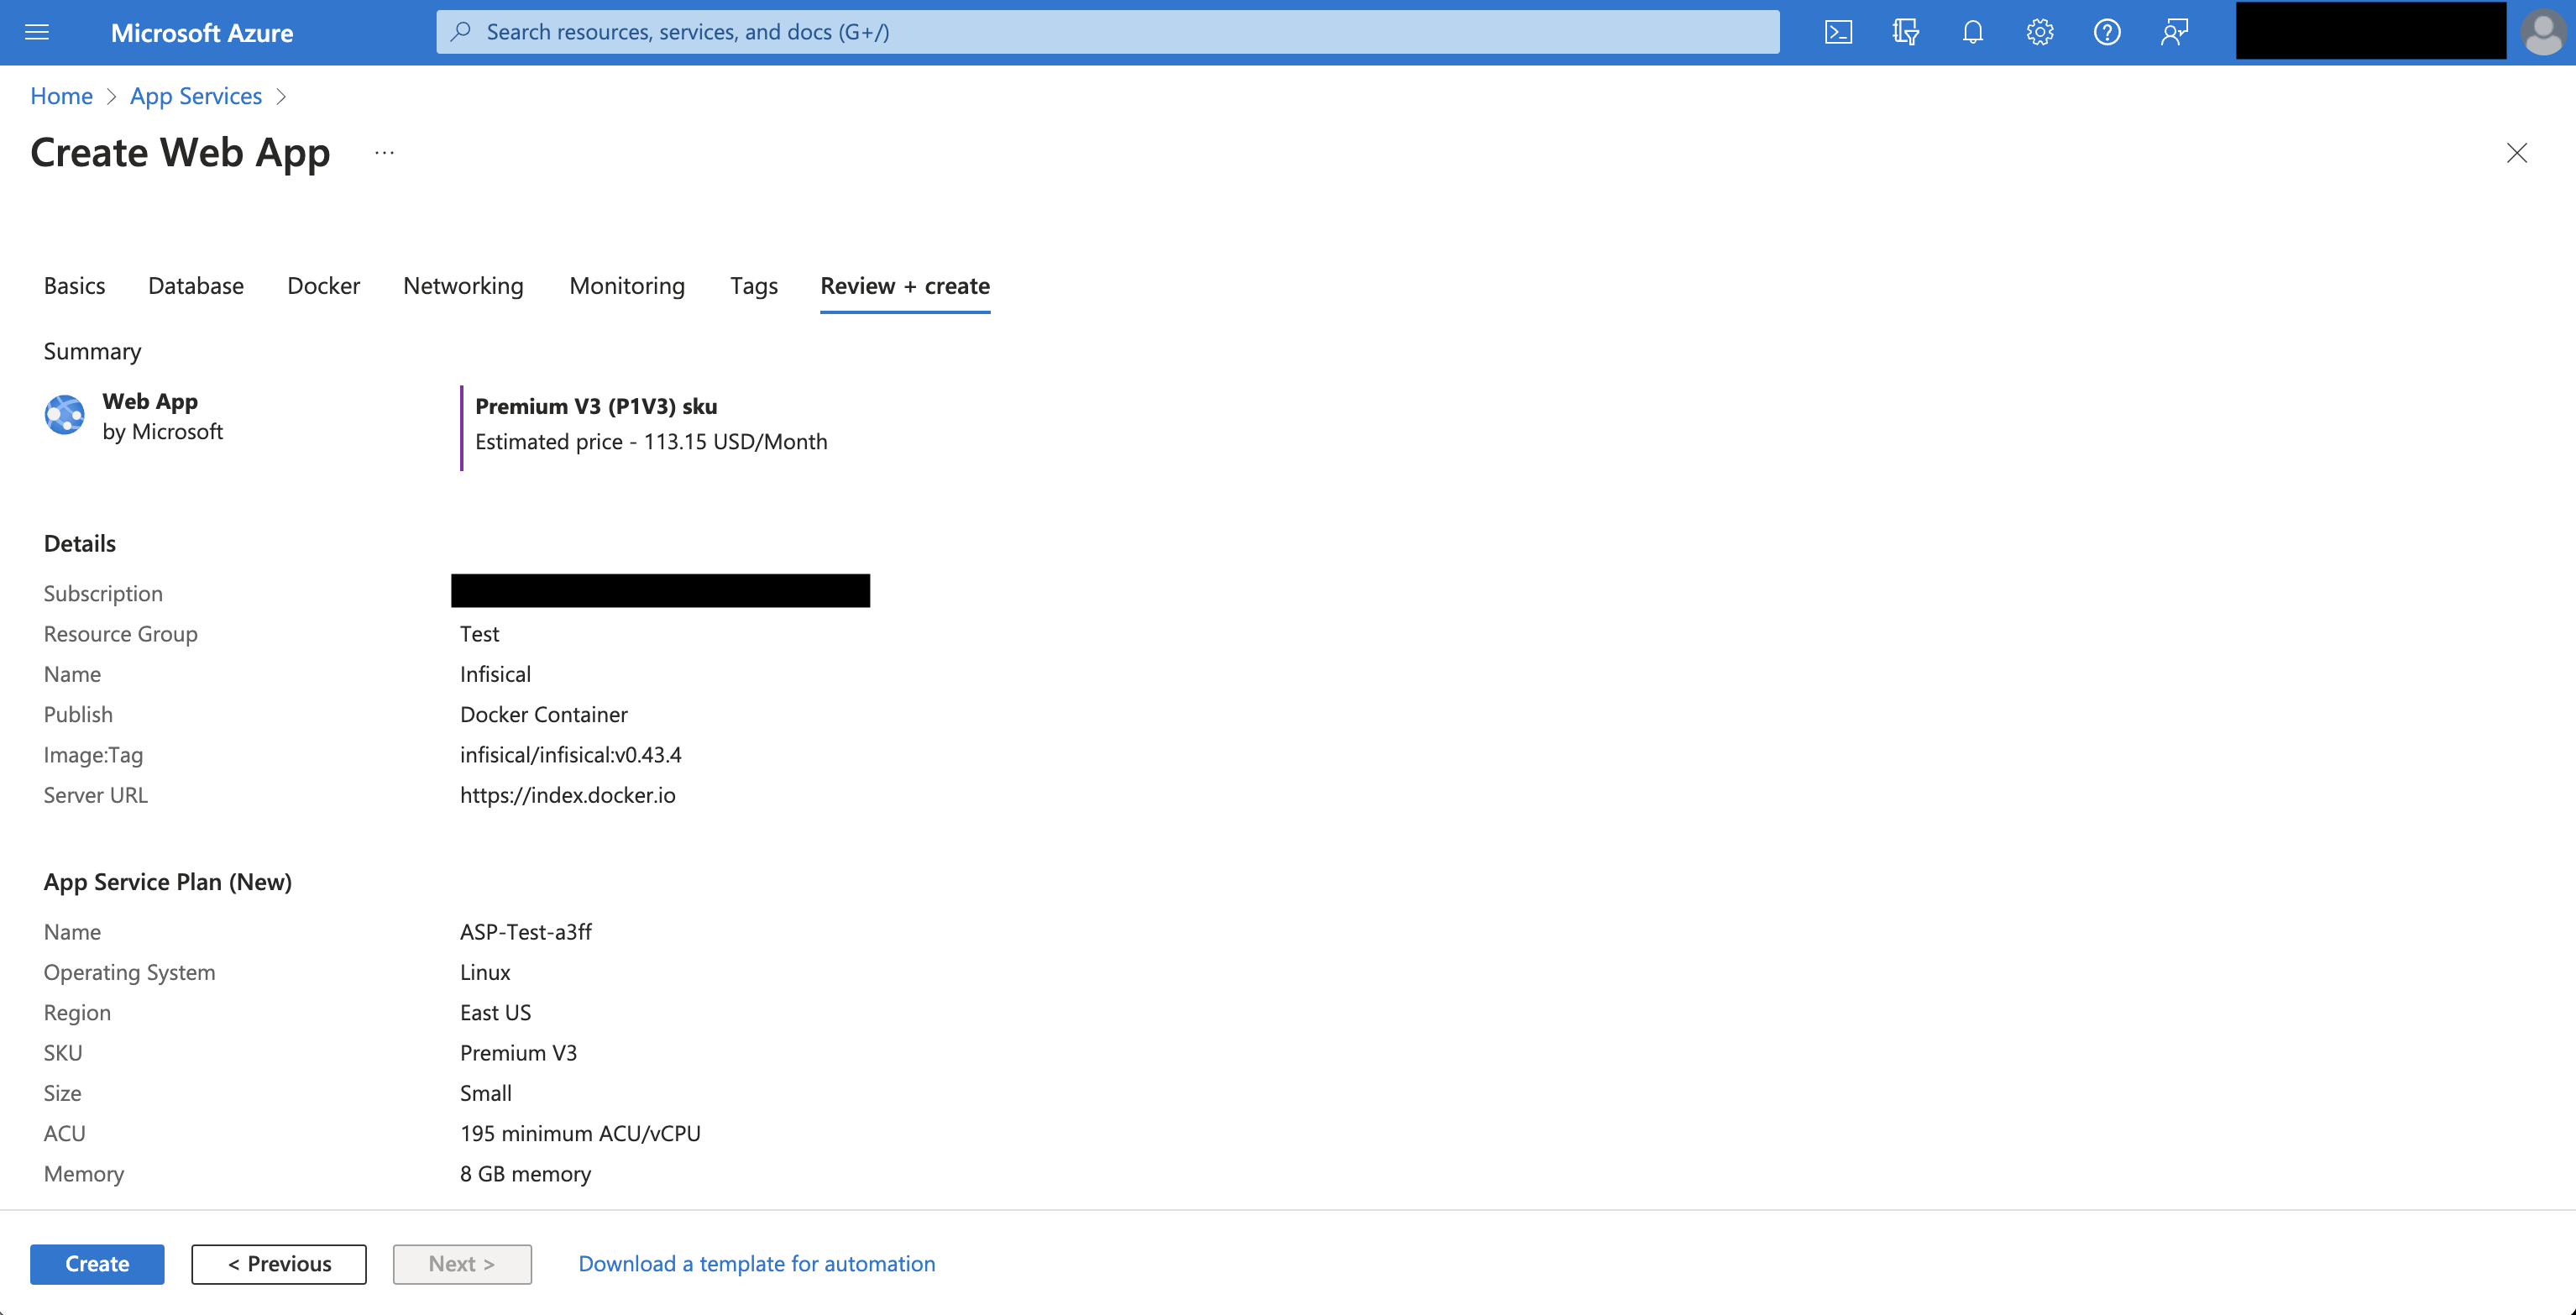 Microsoft Azure
Search resources, services, and docs (G+/)
Home > App Services >
Create Web App ...
Basics Database Docker Networking Monitoring Tags Review + create
Summary
Web App
by Microsoft
Premium V3 (P1V3) sku
Estimated price - 113.15 USD/Month
Details
Subscription
Resource Group Test
Name Infisical
Publish Docker Container
Image:Tag infisical/infisical:v0.43.4
Server URL https://index.docker.io
App Service Plan (New)
Name ASP-Test-a3ff
Operating System Linux
Region East US
SKU Premium V3
Size Small
ACU 195 minimum ACU/vCPU
Memory 8 GB memory
Create < Previous Next > Download a template for automation